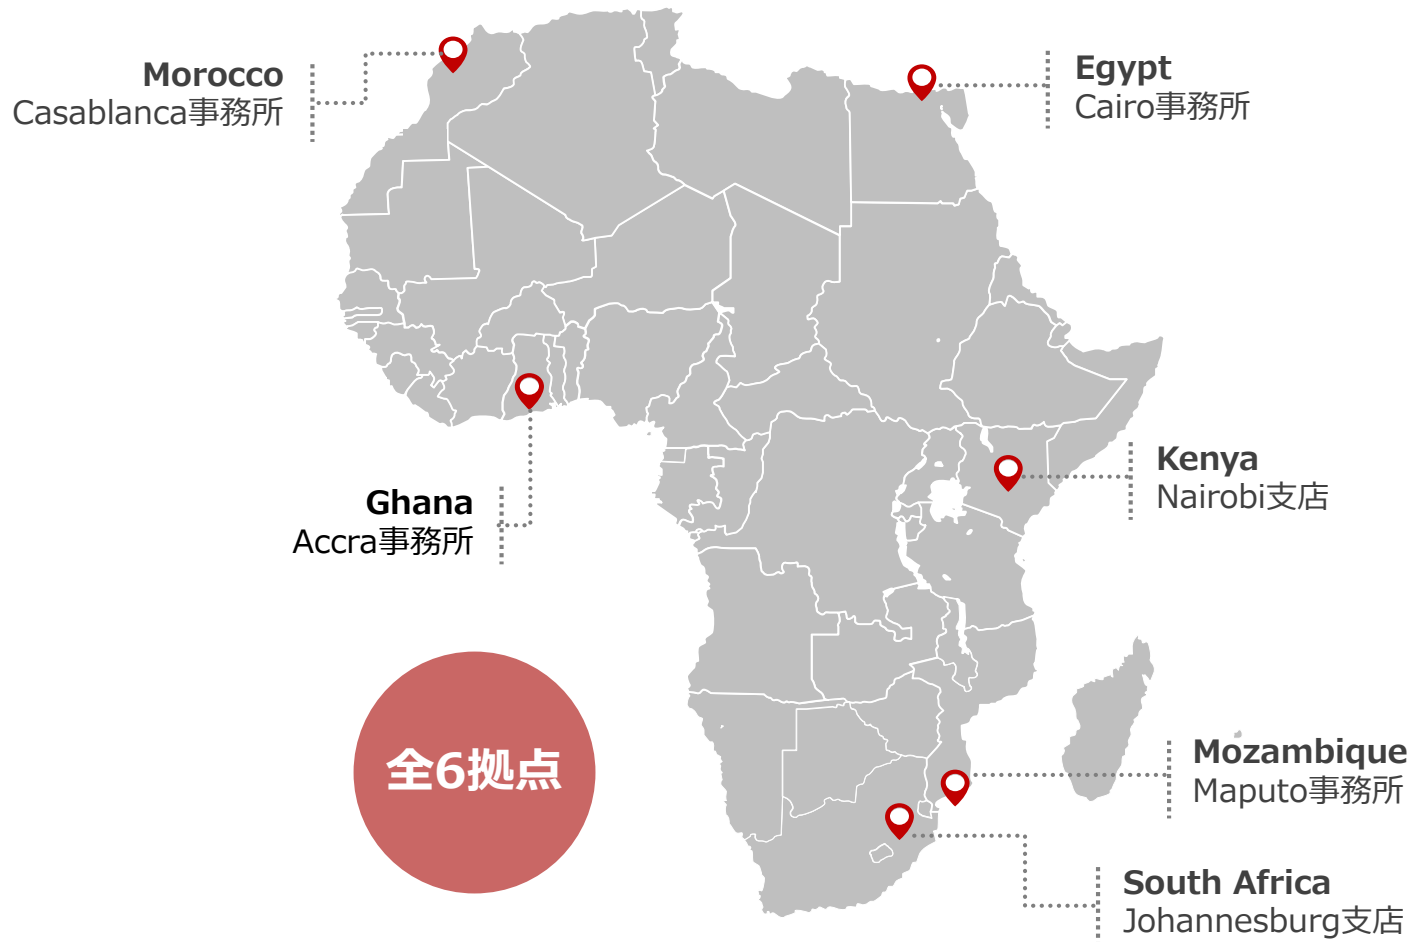 Morocco
Casablanca事務所
Egypt
Cairo事務所
Ghana
Accra事務所
Kenya
Nairobi支店
全6拠点
Mozambique
Maputo事務所
South Africa
Johannesburg支店